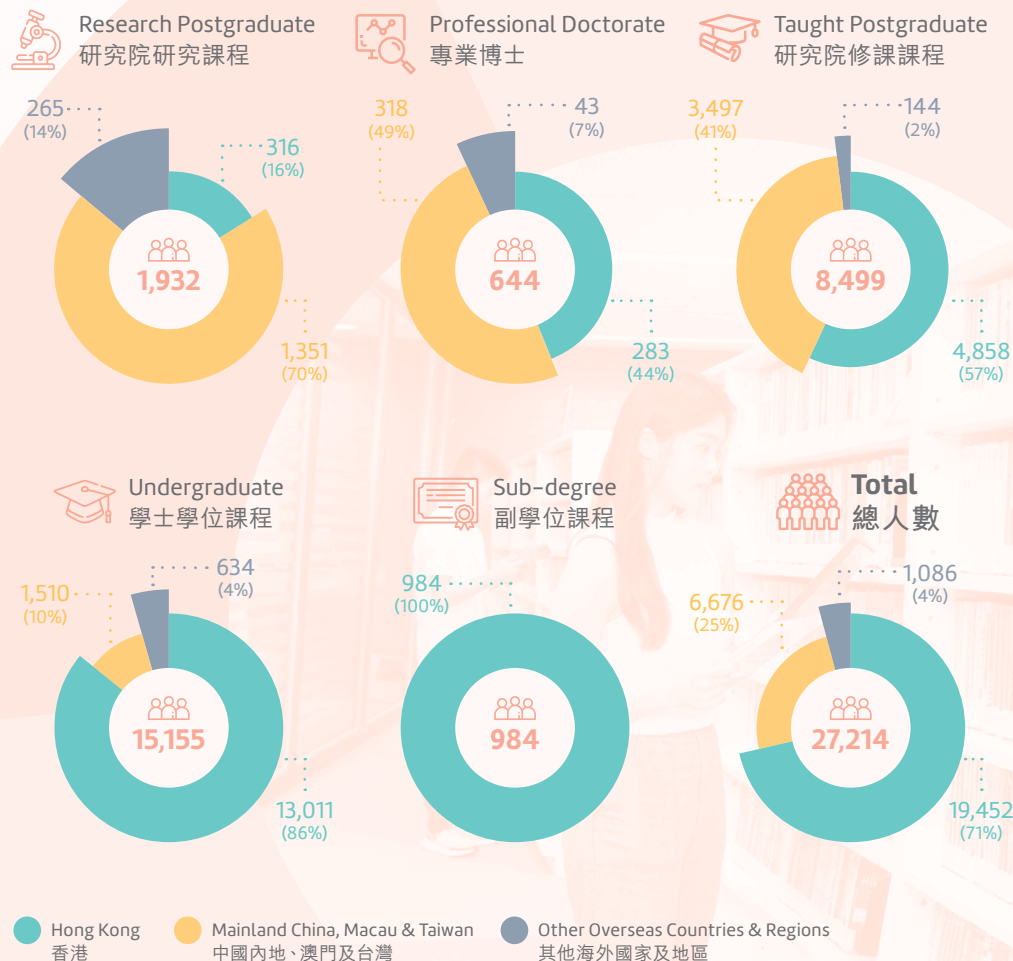 Research Postgraduate
研究院研究課程
265
(14%)
316
(16%)
1,932
1,351
(70%)
Professional Doctorate
專業博士
318
(49%)
43
(7%)
644
283
(44%)
Taught Postgraduate
研究院修課課程
3,497
(41%)
144
(2%)
8,499
4,858
(57%)
Undergraduate
學士學位課程
1,510
(10%)
634
(4%)
15,155
13,011
(86%)
Sub-degree
副學位課程
984
(100%)
984
Total
總人數
6,676
(25%)
1,086
(4%)
27,214
19,452
(71%)
Hong Kong
香港
Mainland China, Macau & Taiwan
中國內地、澳門及台灣
Other Overseas Countries & Regions
其他海外國家及地區